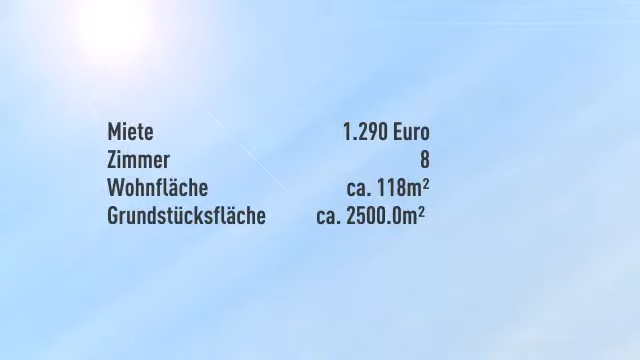 Miete 1.290 Euro
Zimmer 8
Wohnfläche ca. 118m²
Grundstücksfläche ca. 2500.0m²